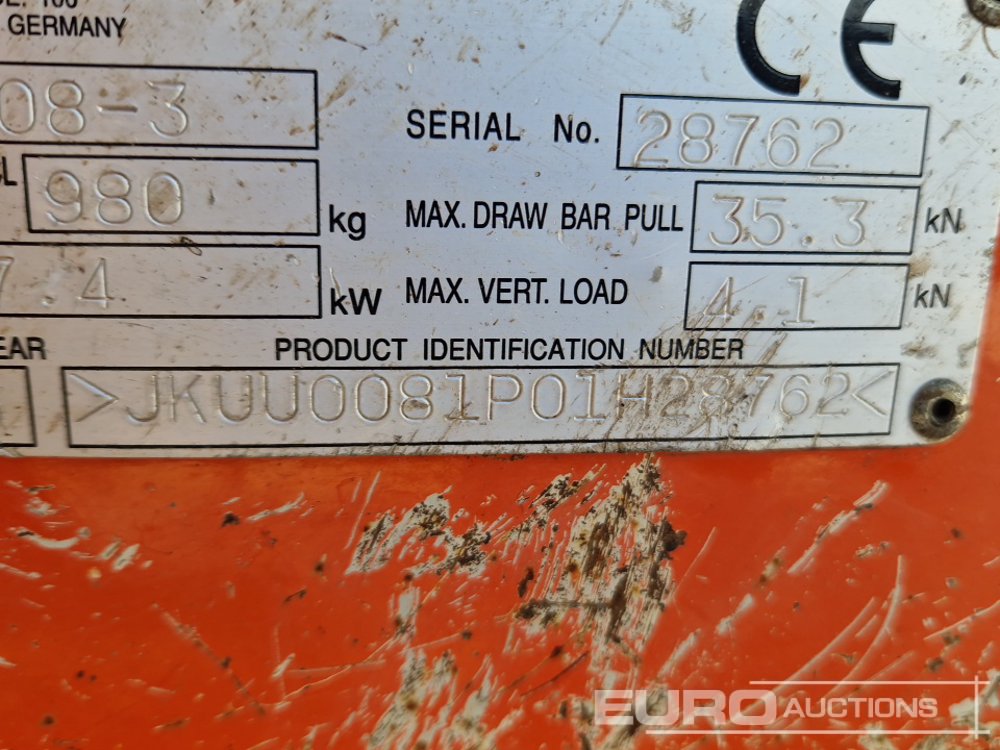 GERMANY
CE
08-3
SERIAL No. 28762
980 kg
MAX. DRAW BAR PULL 35.3 kN
7.4 kW
MAX. VERT. LOAD 4.1 kN
EAR PRODUCT IDENTIFICATION NUMBER
>JKUU0081P01H28762<
EURO AUCTIONS